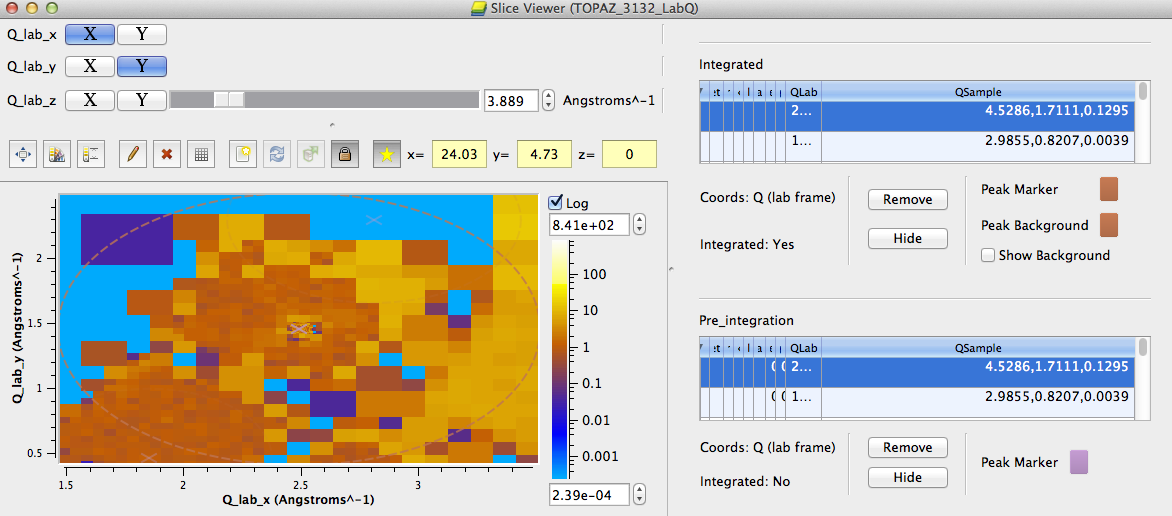 Slice Viewer (TOPAZ_3132_LabQ)
Q_lab_x X Y
Q_lab_y X Y
Q_lab_z X Y 3.889 Angstroms^-1
x= 24.03 y= 4.73 z= 0
Log
8.41e+02
100
10
1
0.1
0.01
0.001
2.39e-04
Q_lab_y (Angstroms^-1)
2
1.5
1
0.5
1.5 2 2.5 3
Q_lab_x (Angstroms^-1)
Integrated
QLab QSample
2... 4.5286,1.7111,0.1295
1... 2.9855,0.8207,0.0039
Coords: Q (lab frame)
Integrated: Yes
Remove
Hide
Peak Marker
Peak Background
Show Background
Pre_integration
QLab QSample
2... 4.5286,1.7111,0.1295
1... 2.9855,0.8207,0.0039
Coords: Q (lab frame)
Integrated: No
Remove
Hide
Peak Marker